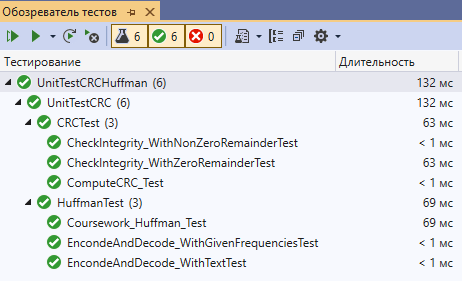 Обозреватель тестов
6 6 0
Тестирование Длительность
UnitTestCRCHuffman (6) 132 мс
UnitTestCRC (6) 132 мс
CRCTest (3) 63 мс
CheckIntegrity_WithNonZeroRemainderTest < 1 мс
CheckIntegrity_WithZeroRemainderTest 63 мс
ComputeCRC_Test < 1 мс
HuffmanTest (3) 69 мс
Coursework_Huffman_Test 69 мс
EncondeAndDecode_WithGivenFrequenciesTest < 1 мс
EncondeAndDecode_WithTextTest < 1 мс